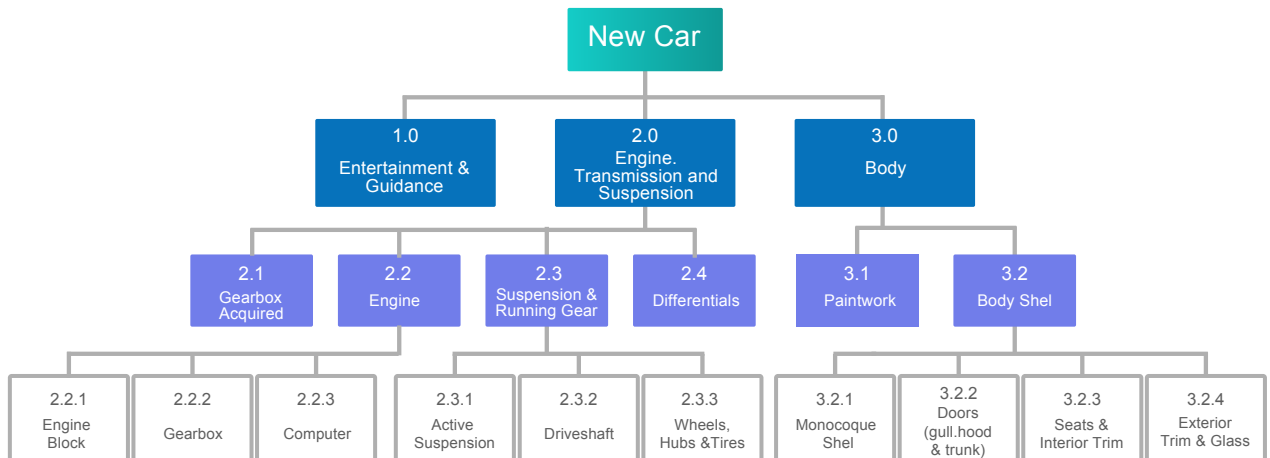 New Car
1.0
Entertainment &
Guidance
2.0
Engine.
Transmission and
Suspension
3.0
Body
2.1
Gearbox
Acquired
2.2
Engine
2.3
Suspension &
Running Gear
2.4
Differentials
3.1
Paintwork
3.2
Body Shel
2.2.1
Engine
Block
2.2.2
Gearbox
2.2.3
Computer
2.3.1
Active
Suspension
2.3.2
Driveshaft
2.3.3
Wheels,
Hubs &Tires
3.2.1
Monocoque
Shel
3.2.2
Doors
(gull.hood
& trunk)
3.2.3
Seats &
Interior Trim
3.2.4
Exterior
Trim & Glass